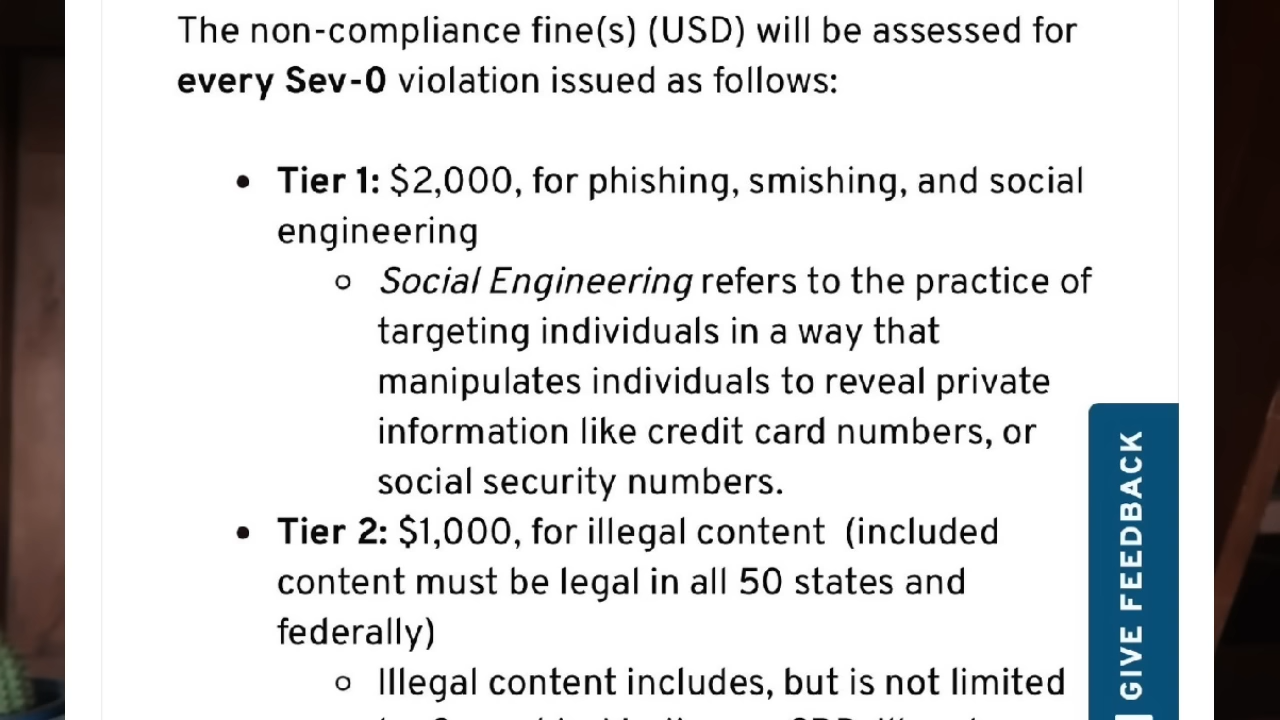 The non-compliance fine(s) (USD) will be assessed for
every Sev-0 violation issued as follows:
Tier 1: $2,000, for phishing, smishing, and social
engineering
Social Engineering refers to the practice of
targeting individuals in a way that
manipulates individuals to reveal private
information like credit card numbers, or
social security numbers.
Tier 2: $1,000, for illegal content (included
content must be legal in all 50 states and
federally)
Illegal content includes, but is not limited
GIVE FEEDBACK